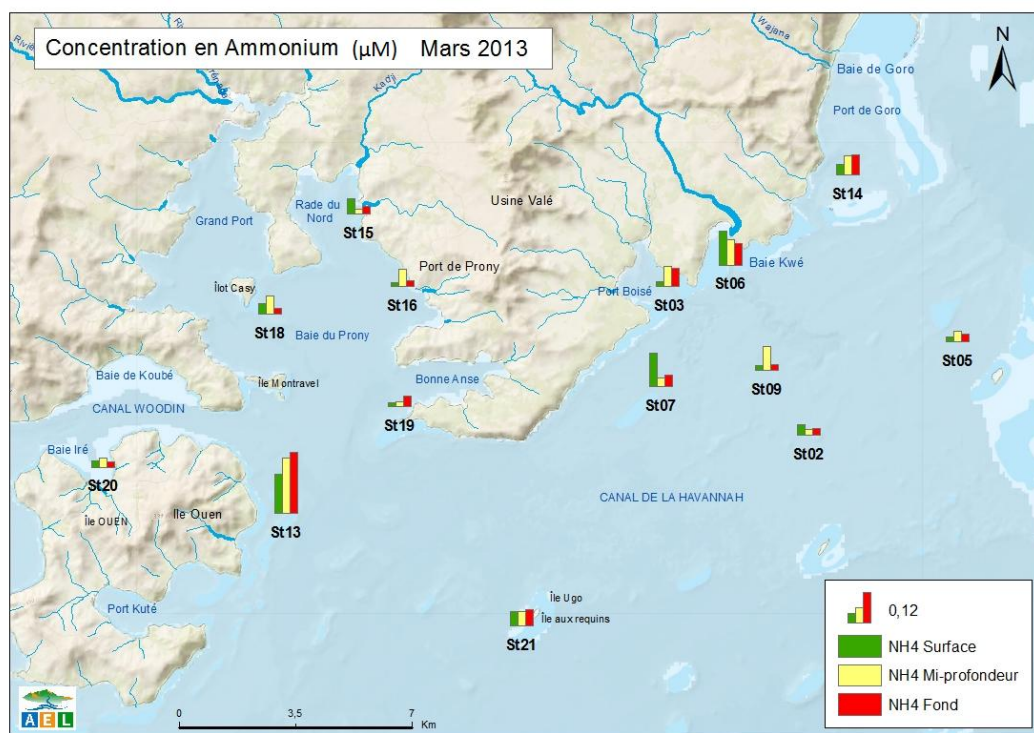 Concentration en Ammonium (µM) Mars 2013
N
Wajana
Baie de Goro
Port de Goro
St14
Kadji
Rade du
Nord
Grand Port
St15
Usine Valé
Port de Prony
St16
Îlot Casy
St18
Baie du Prony
Port Boisé
St03
Baie Kwé
St06
St05
St09
St07
Baie de Koubé
Île Montravel
Bonne Anse
CANAL WOODIN
St19
St02
Baie Iré
St20
Île OUEN
Ile Ouen
St13
CANAL DE LA HAVANNAH
Port Kuté
Île Ugo
Île aux requins
St21
0,12
NH4 Surface
NH4 Mi-profondeur
NH4 Fond
AEL
0 3,5 7
Km